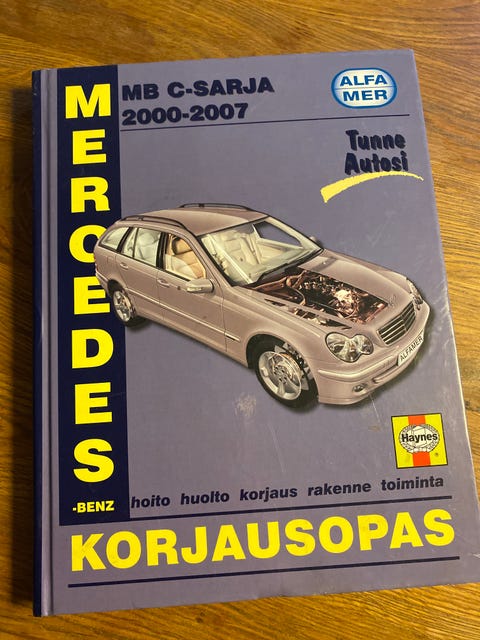 MERCEDES
-BENZ
MB C-SARJA
2000-2007
ALFA
MER
Tunne
Autosi
ALFAMER
Haynes
hoito huolto korjaus rakenne toiminta
KORJAUSOPAS